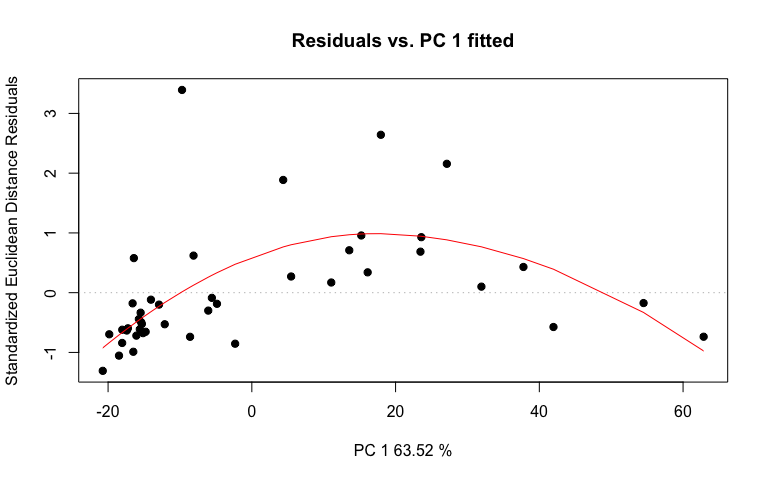 Residuals vs. PC 1 fitted
Standardized Euclidean Distance Residuals
3
2
1
0
-1
-20 0 20 40 60
PC 1 63.52 %